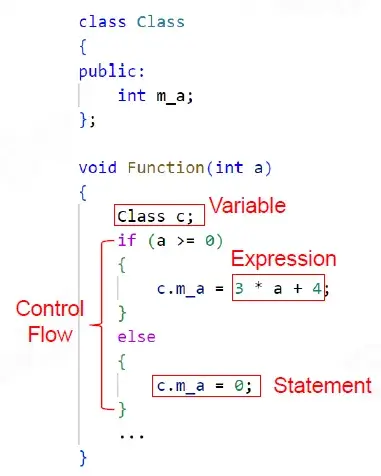 class Class
{
public:
    int m_a;
};
void Function(int a)
{
    Class c; Variable
    if (a >= 0)
    { Expression
        c.m_a = 3 * a + 4;
    }
Control Flow
    else
    {
        c.m_a = 0; Statement
    }
    ...
}